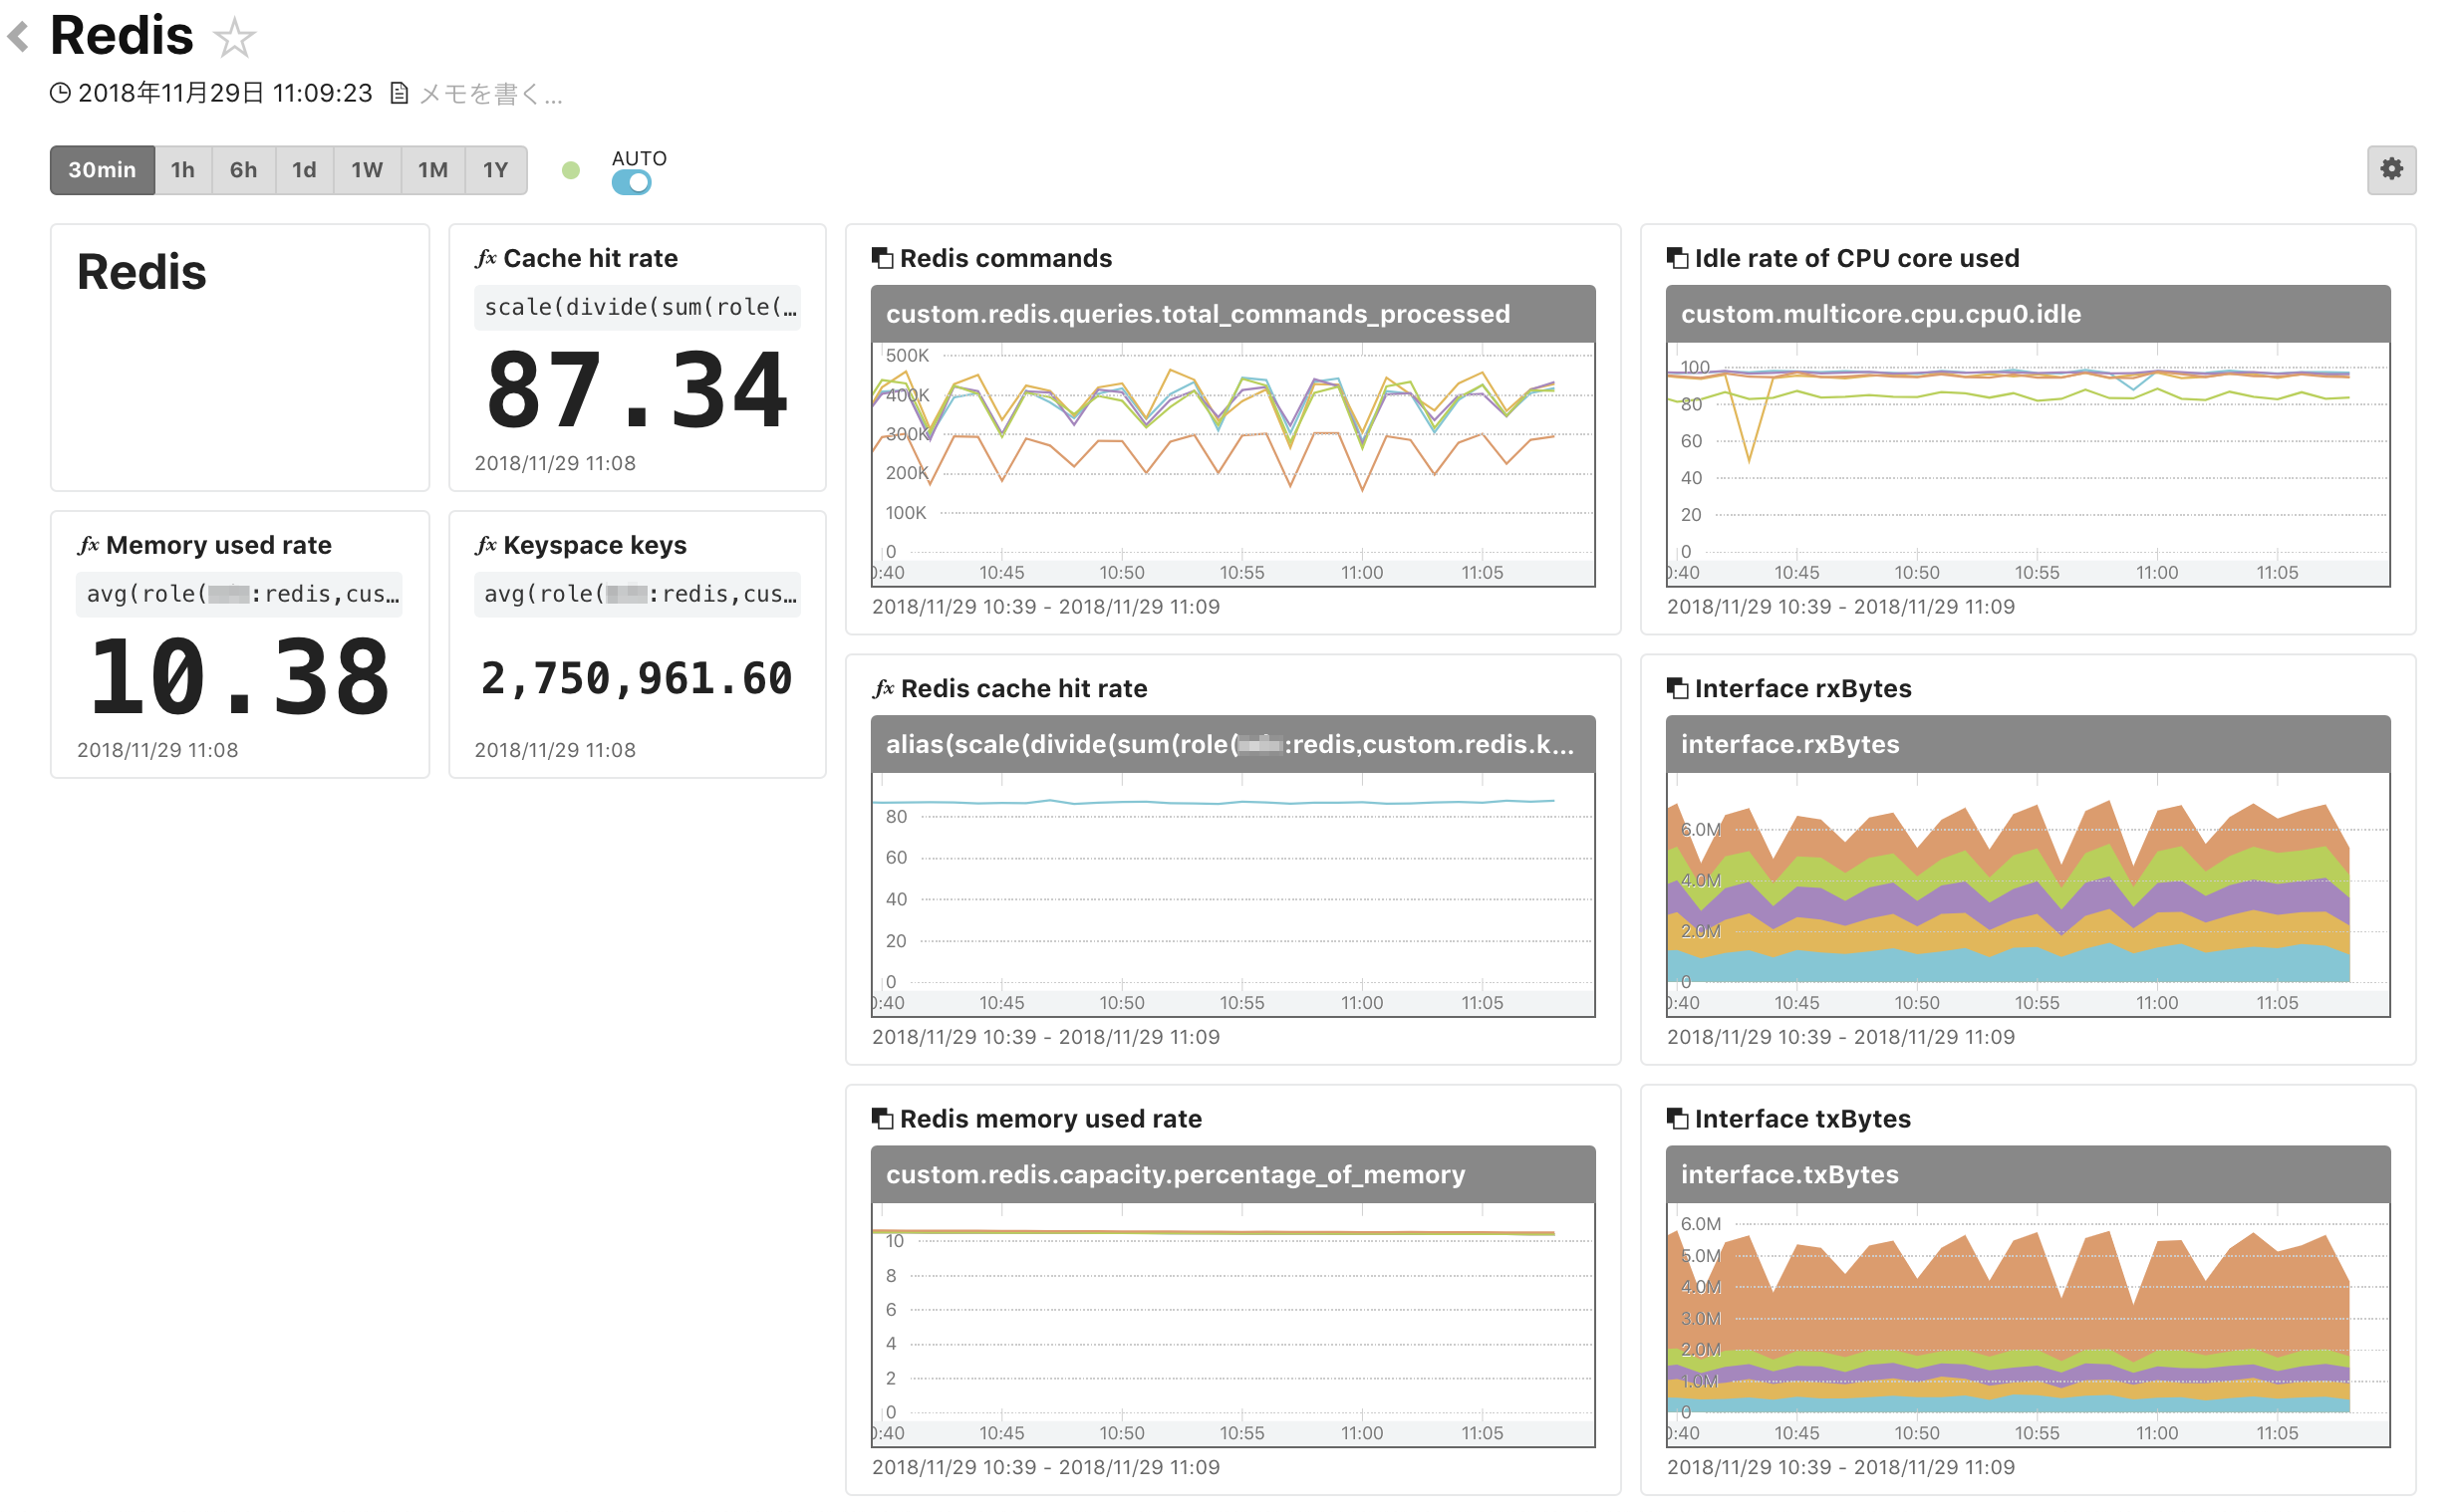 Redis
2018年11月29日 11:09:23 メモを書く...
30min 1h 6h 1d 1W 1M 1Y AUTO
Redis
fx Cache hit rate
scale(divide(sum(role(…
87.34
2018/11/29 11:08
fx Memory used rate
avg(role( :redis,cus…
10.38
2018/11/29 11:08
fx Keyspace keys
avg(role( :redis,cus…
2,750,961.60
2018/11/29 11:08
Redis commands
custom.redis.queries.total_commands_processed
500K
400K
300K
200K
100K
0
0:40 10:45 10:50 10:55 11:00 11:05
2018/11/29 10:39 - 2018/11/29 11:09
Idle rate of CPU core used
custom.multicore.cpu.cpu0.idle
100
80
60
40
20
0
0:40 10:45 10:50 10:55 11:00 11:05
2018/11/29 10:39 - 2018/11/29 11:09
fx Redis cache hit rate
alias(scale(divide(sum(role( :redis,custom.redis.k...
80
60
40
20
0
0:40 10:45 10:50 10:55 11:00 11:05
2018/11/29 10:39 - 2018/11/29 11:09
Interface rxBytes
interface.rxBytes
6.0M
4.0M
2.0M
0
0:40 10:45 10:50 10:55 11:00 11:05
2018/11/29 10:39 - 2018/11/29 11:09
Redis memory used rate
custom.redis.capacity.percentage_of_memory
10
8
6
4
2
0
0:40 10:45 10:50 10:55 11:00 11:05
2018/11/29 10:39 - 2018/11/29 11:09
Interface txBytes
interface.txBytes
6.0M
5.0M
4.0M
3.0M
2.0M
1.0M
0
0:40 10:45 10:50 10:55 11:00 11:05
2018/11/29 10:39 - 2018/11/29 11:09